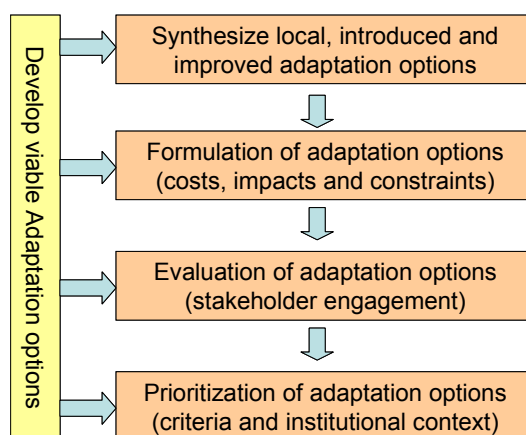 Develop viable Adaptation options
Synthesize local, introduced and
improved adaptation options
Formulation of adaptation options
(costs, impacts and constraints)
Evaluation of adaptation options
(stakeholder engagement)
Prioritization of adaptation options
(criteria and institutional context)